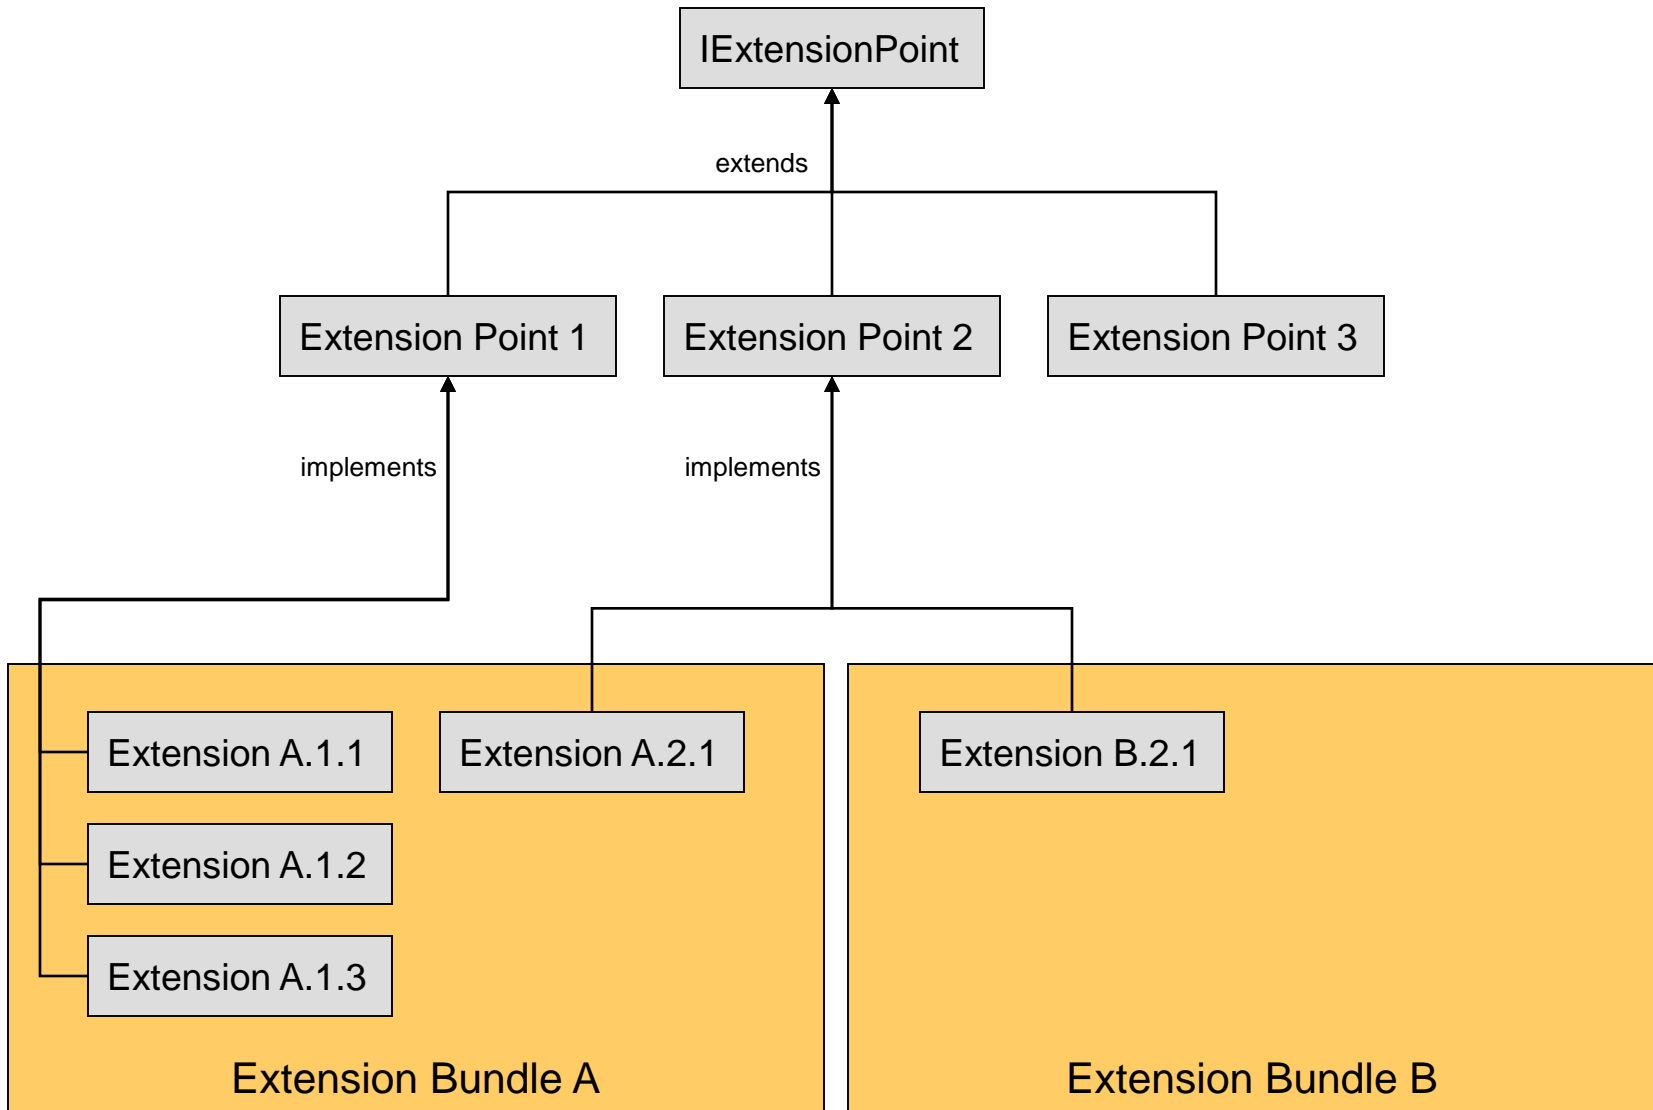 IExtensionPoint
extends
Extension Point 1
Extension Point 2
Extension Point 3
implements
implements
Extension A.1.1
Extension A.2.1
Extension B.2.1
Extension A.1.2
Extension A.1.3
Extension Bundle A
Extension Bundle B